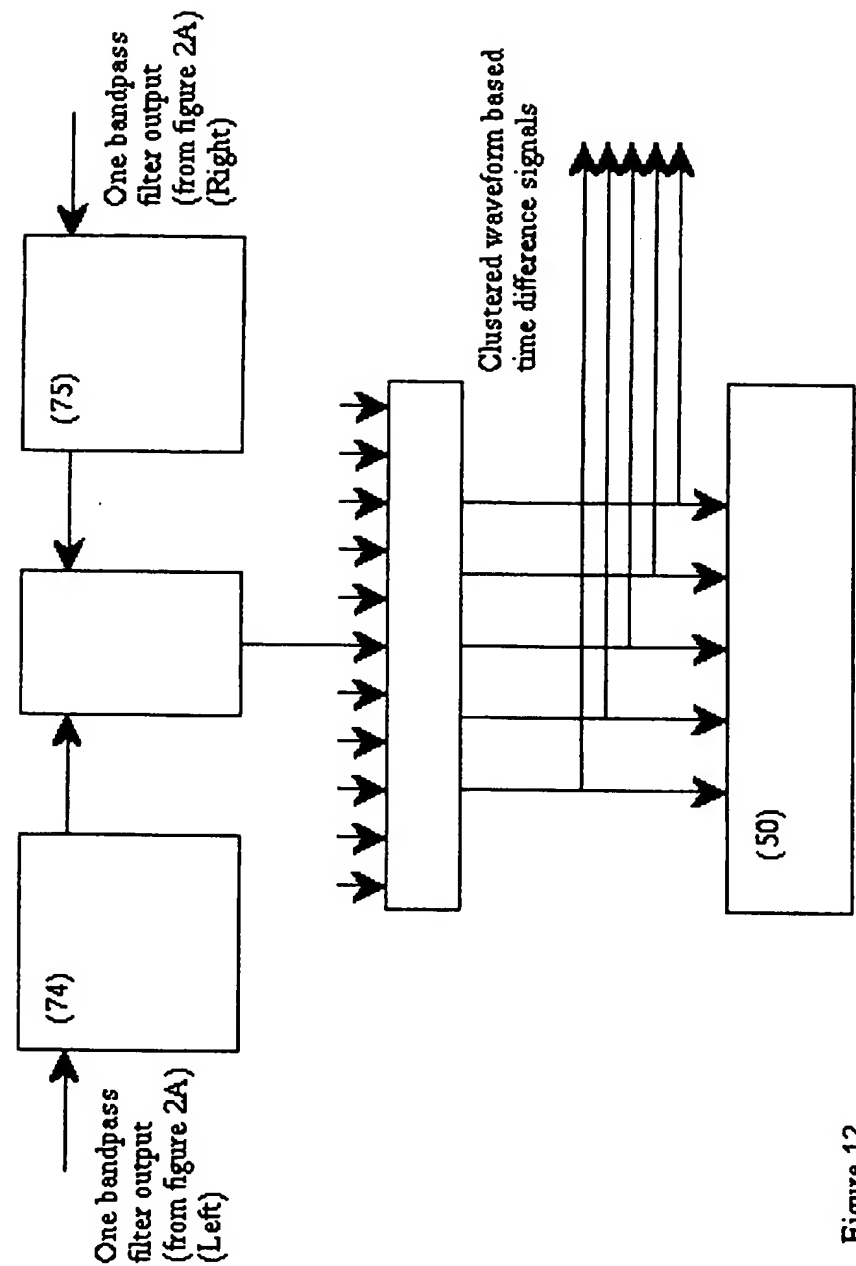 One bandpass
filter output
(from figure 2A)
(Left)
(74)
(75)
One bandpass
filter output
(from figure 2A)
(Right)
Clustered waveform based
time difference signals
(50)
Figure 12